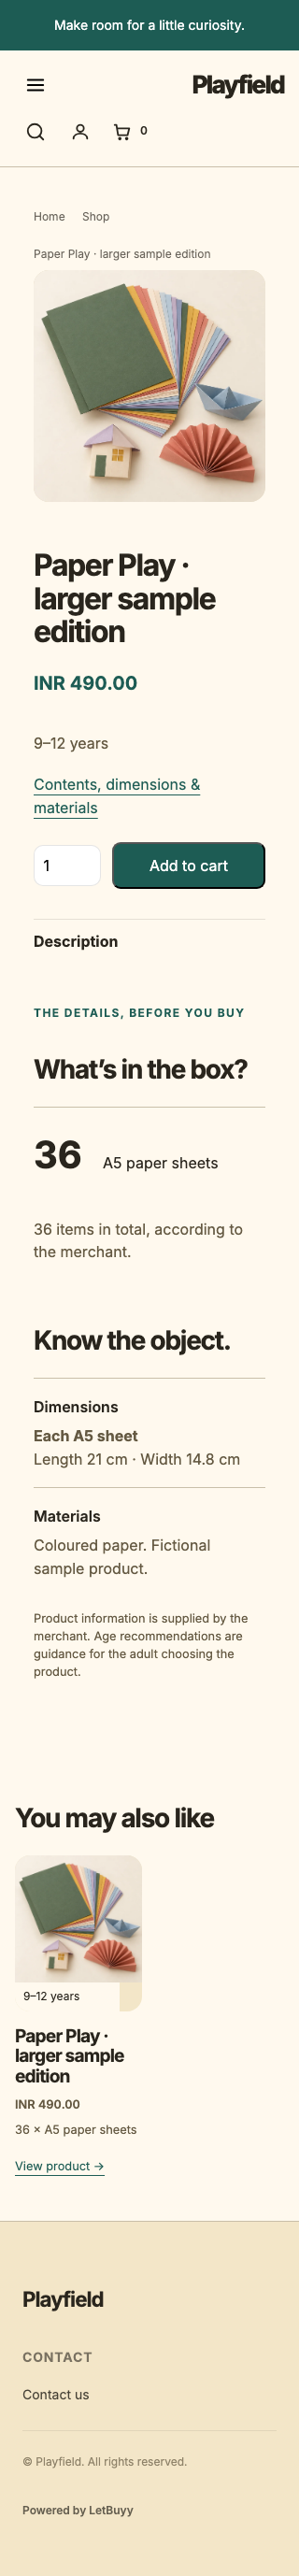 Make room for a little curiosity.
Playfield
0
Home Shop
Paper Play · larger sample edition
Paper Play ·
larger sample
edition
INR 490.00
9–12 years
Contents, dimensions &
materials
1 Add to cart
Description
THE DETAILS, BEFORE YOU BUY
What’s in the box?
36 A5 paper sheets
36 items in total, according to
the merchant.
Know the object.
Dimensions
Each A5 sheet
Length 21 cm · Width 14.8 cm
Materials
Coloured paper. Fictional
sample product.
Product information is supplied by the
merchant. Age recommendations are
guidance for the adult choosing the
product.
You may also like
9–12 years
Paper Play ·
larger sample
edition
INR 490.00
36 × A5 paper sheets
View product →
Playfield
CONTACT
Contact us
© Playfield. All rights reserved.
Powered by LetBuyy